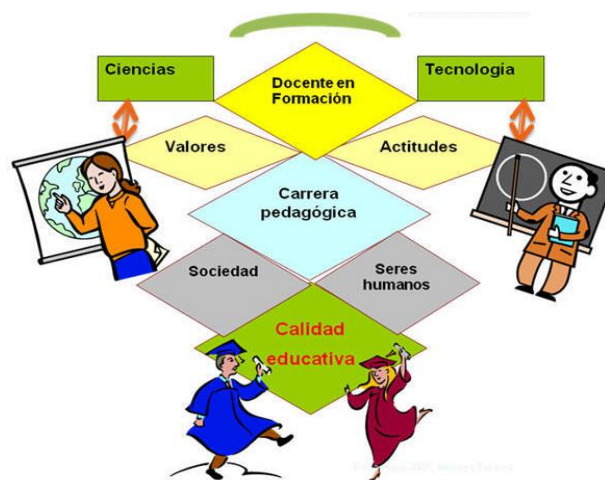 Ciencias
Docente en
Formación
Tecnología
Valores
Actitudes
Carrera
pedagógica
Sociedad
Seres
humanos
Calidad
educativa